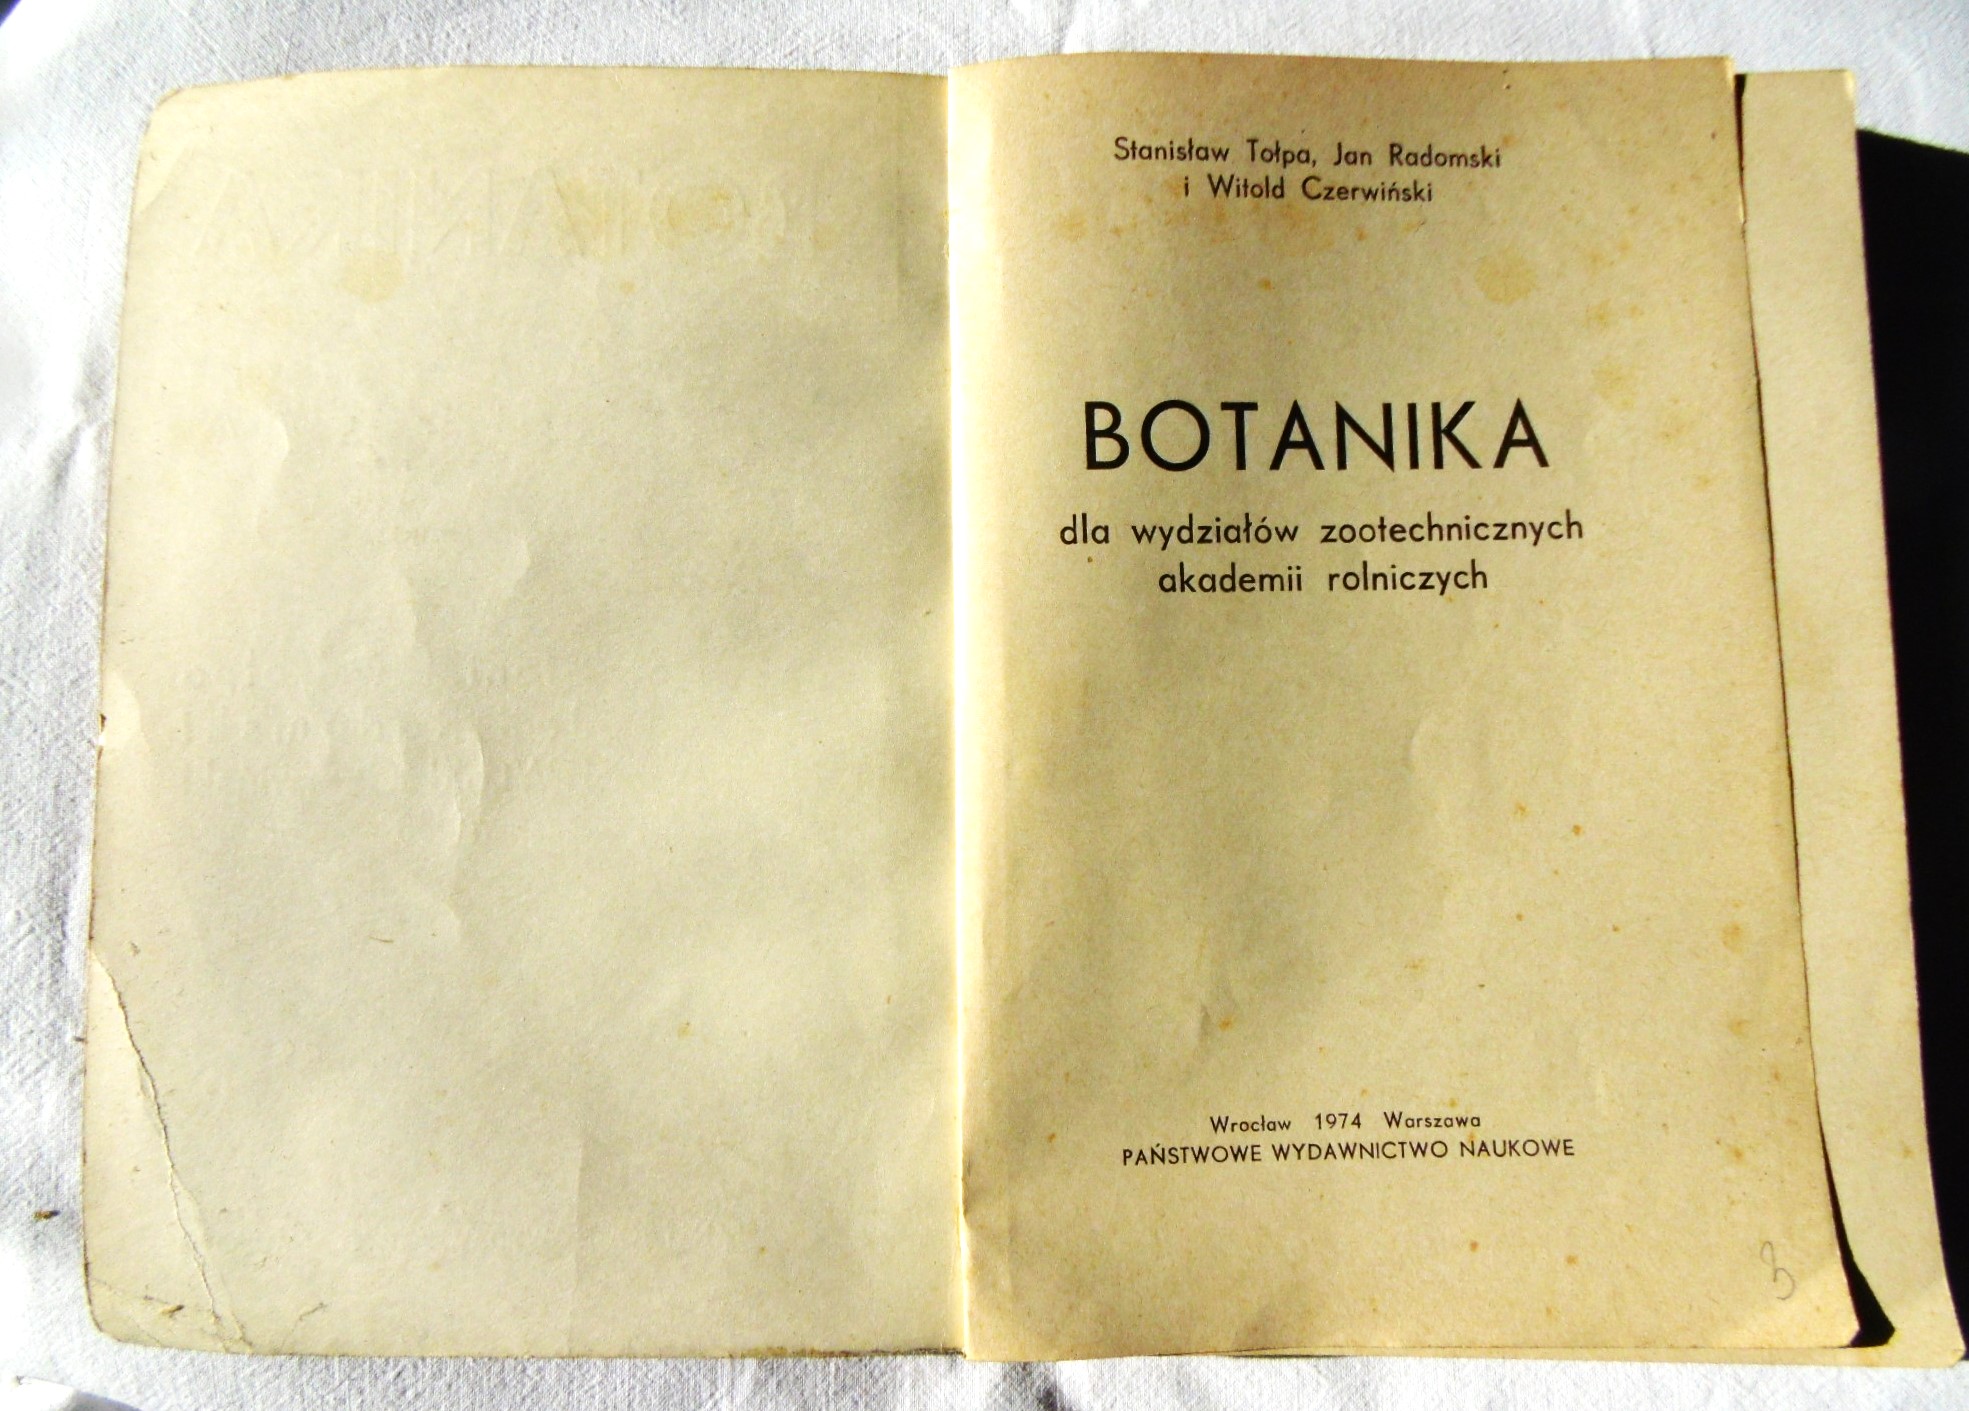 Stanisław Tołpa, Jan Radomski
i Witold Czerwiński
BOTANIKA
dla wydziałów zootechnicznych
akademii rolniczych
Wrocław 1974 Warszawa
PAŃSTWOWE WYDAWNICTWO NAUKOWE